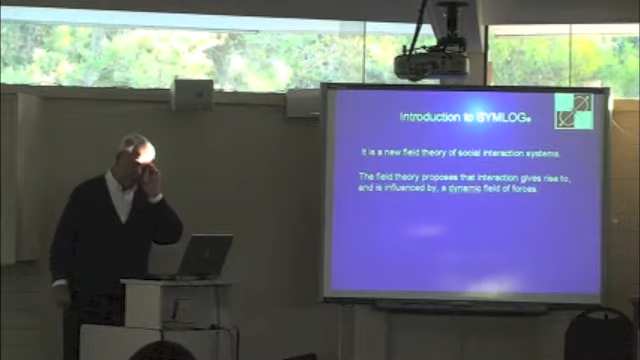 Introduction to SYMLOG®
It is a new field theory of social interaction systems.
The field theory proposes that interaction gives rise to,
and is influenced by, a dynamic field of forces.